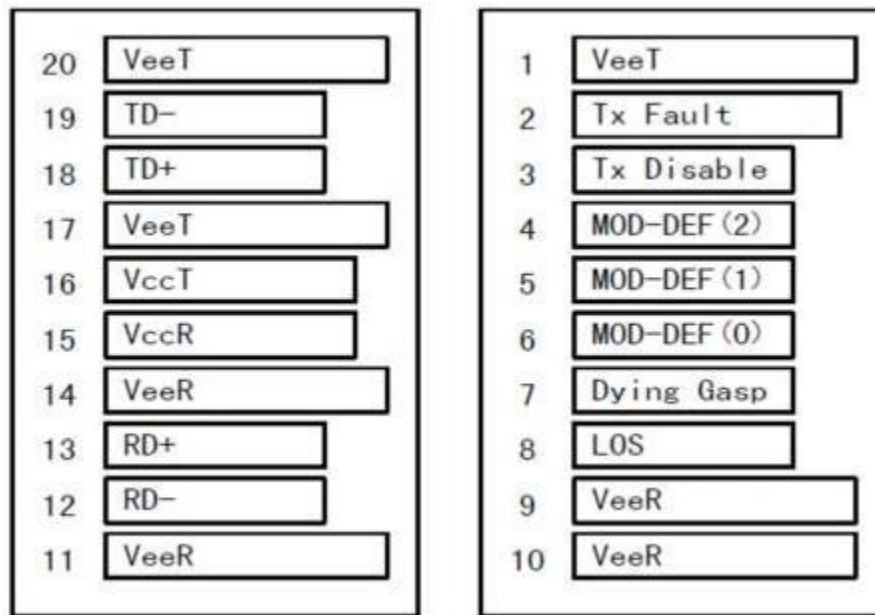 20 VeeT
19 TD-
18 TD+
17 VeeT
16 VccT
15 VccR
14 VeeR
13 RD+
12 RD-
11 VeeR
1 VeeT
2 Tx Fault
3 Tx Disable
4 MOD-DEF(2)
5 MOD-DEF(1)
6 MOD-DEF(0)
7 Dying Gasp
8 LOS
9 VeeR
10 VeeR